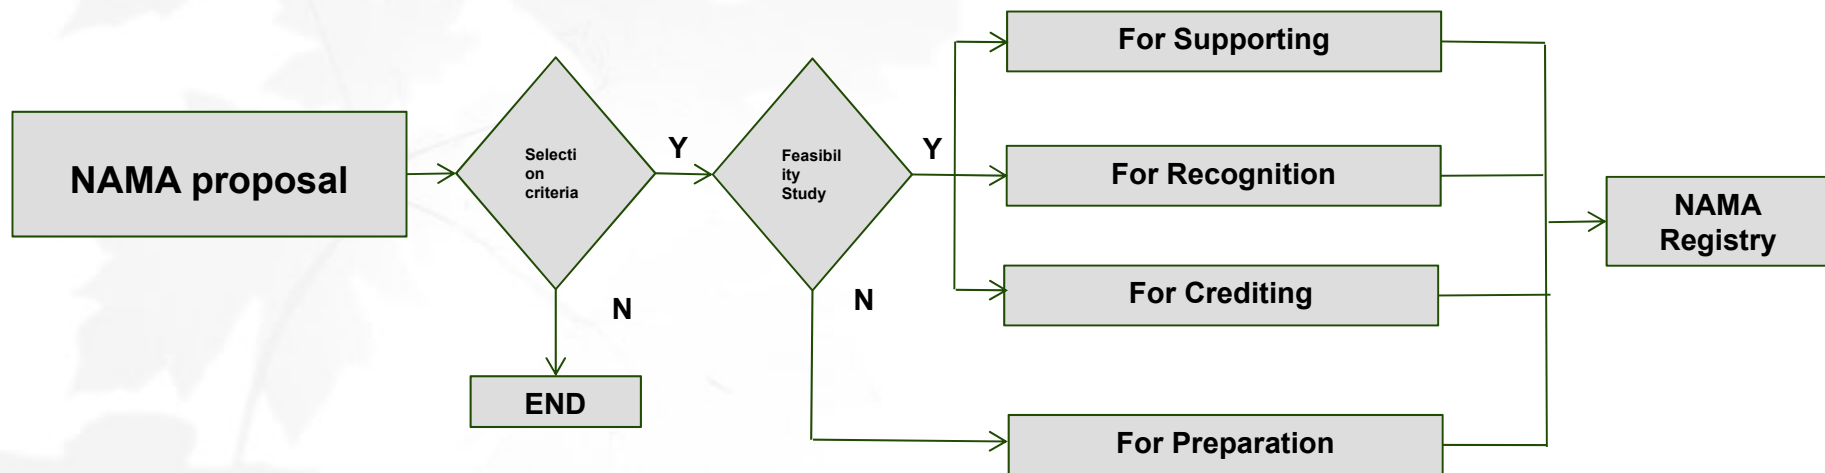 NAMA proposal
Selecti
on
criteria
Y
N
END
Feasibil
ity
Study
Y
N
For Supporting
For Recognition
For Crediting
For Preparation
NAMA
Registry